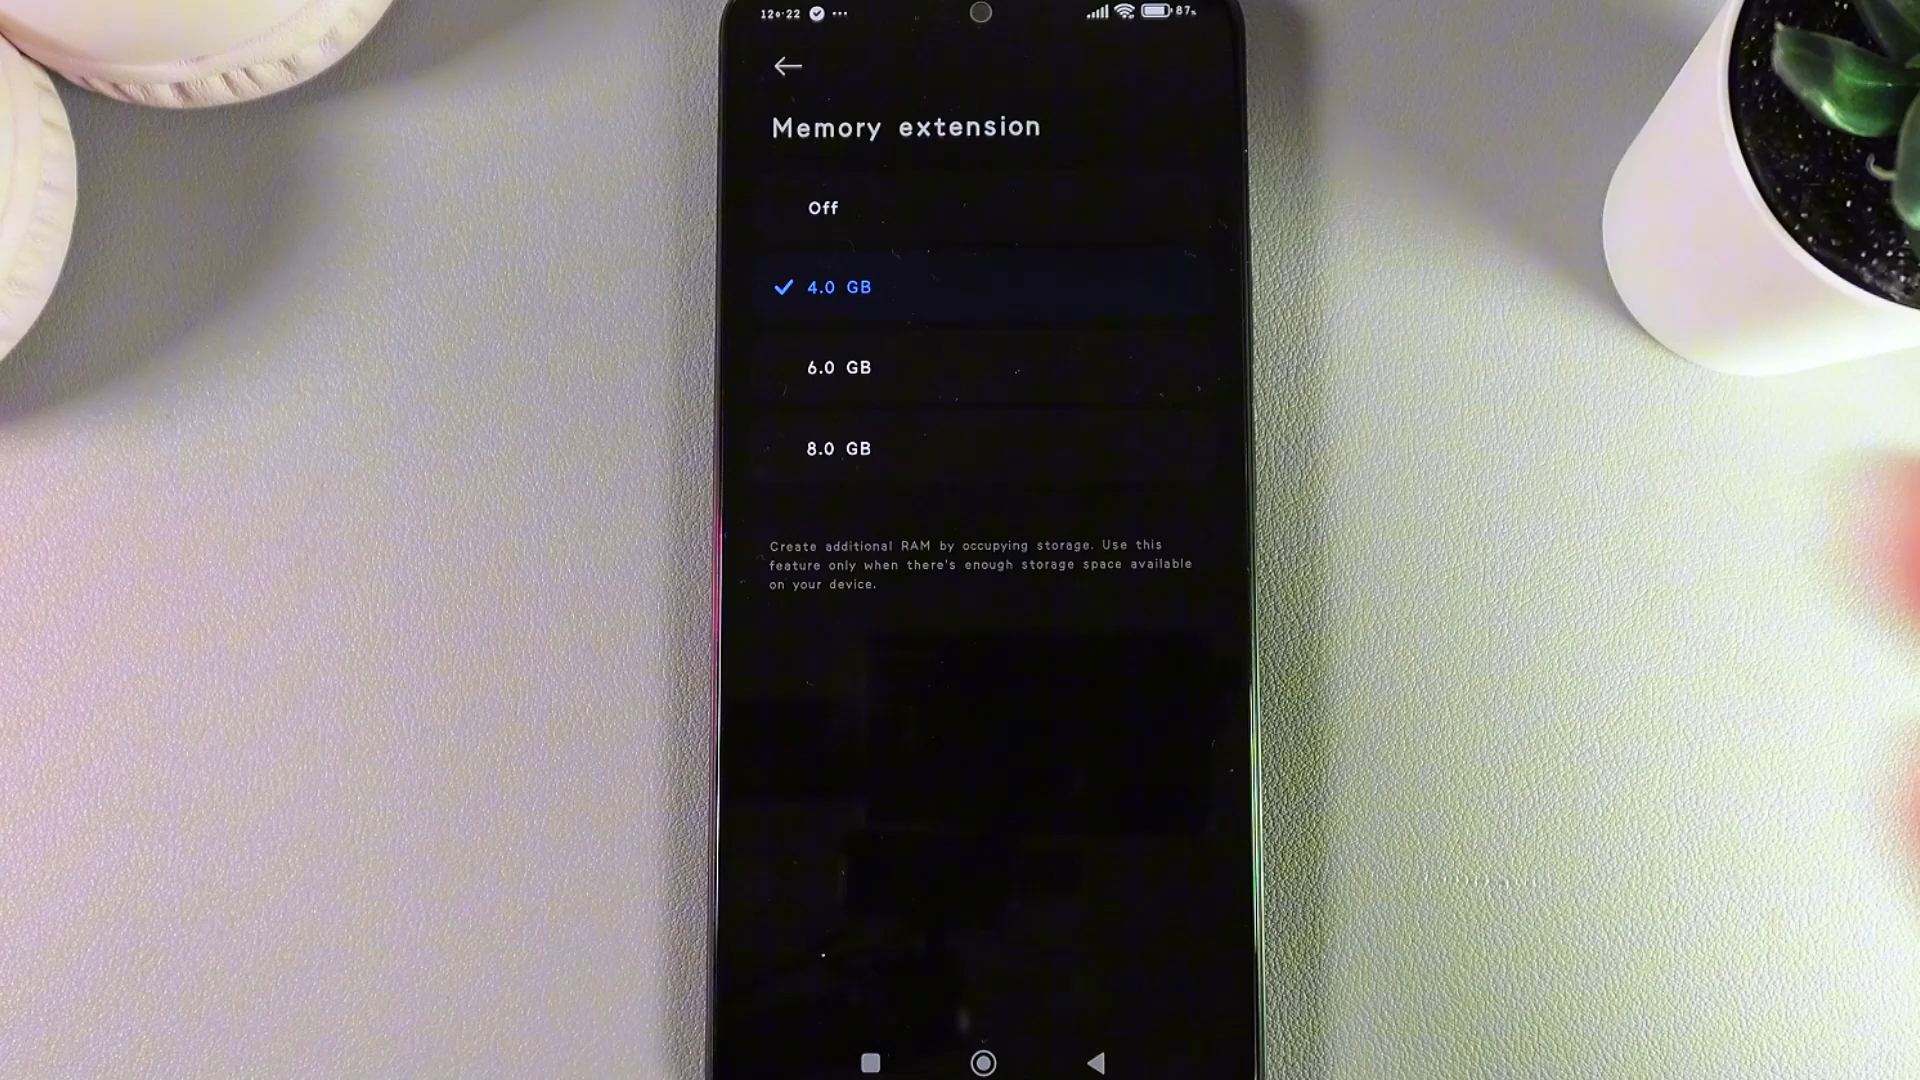 12:22 87%
Memory extension
Off
4.0 GB
6.0 GB
8.0 GB
Create additional RAM by occupying storage. Use this
feature only when there's enough storage space available
on your device.